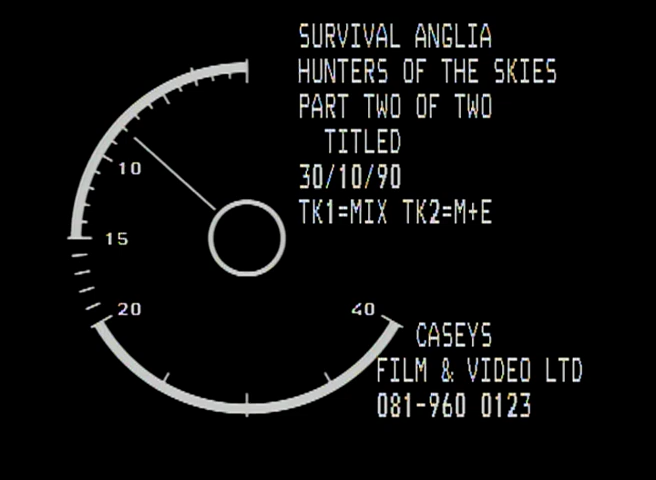 SURVIVAL ANGLIA
HUNTERS OF THE SKIES
PART TWO OF TWO
TITLED
30/10/90
TK1=MIX TK2=M+E
10
15
20
40
CASEYS
FILM & VIDEO LTD
081-960 0123